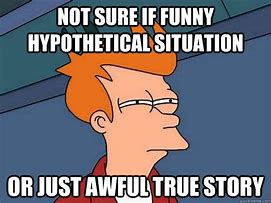 NOT SURE IF FUNNY
HYPOTHETICAL SITUATION
OR JUST AWFUL TRUE STORY